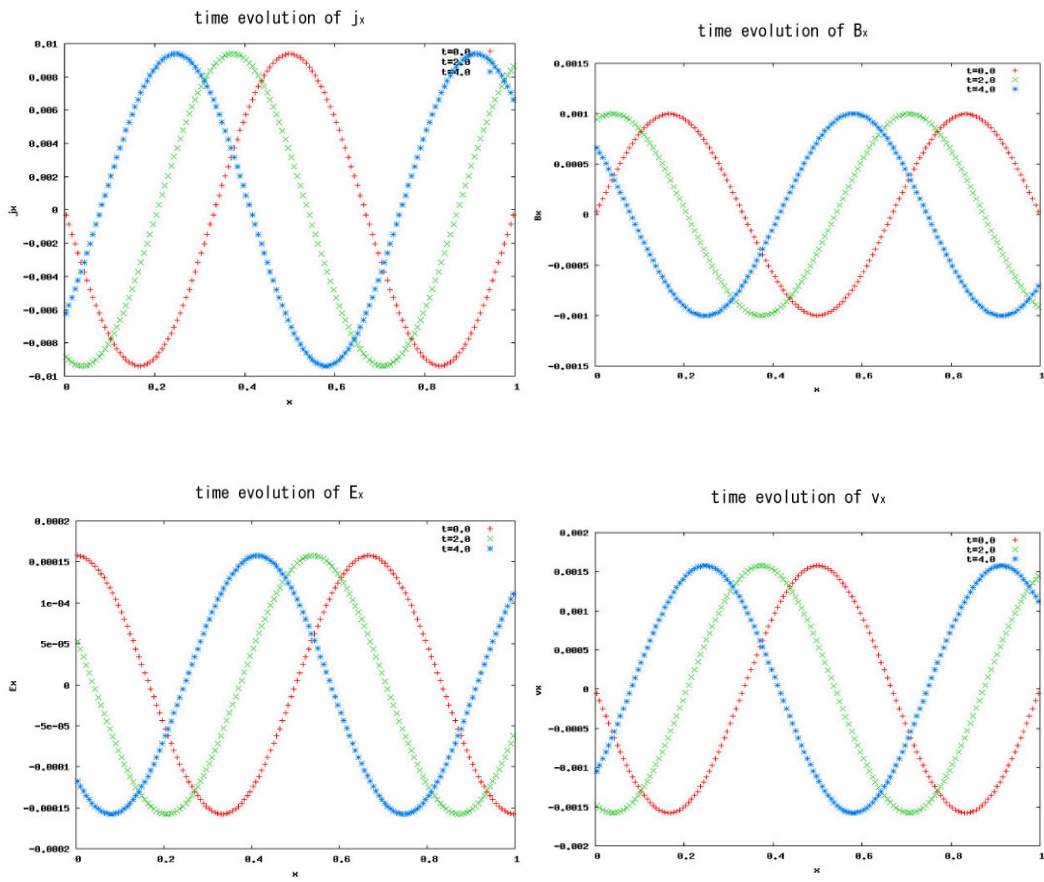 time evolution of jx
0.01
0.008
0.006
0.004
0.002
0
-0.002
-0.004
-0.006
-0.008
-0.01
jx
t=0.0
t=2.0
t=4.0
0 0.2 0.4 0.6 0.8 1
x
time evolution of Bx
0.0015
0.001
0.0005
0
-0.0005
-0.001
-0.0015
Bx
t=0.0
t=2.0
t=4.0
0 0.2 0.4 0.6 0.8 1
x
time evolution of Ex
0.0002
0.00015
1e-04
5e-05
0
-5e-05
-0.0001
-0.00015
-0.0002
Ex
t=0.0
t=2.0
t=4.0
0 0.2 0.4 0.6 0.8 1
x
time evolution of vx
0.002
0.0015
0.001
0.0005
0
-0.0005
-0.001
-0.0015
-0.002
vx
t=0.0
t=2.0
t=4.0
0 0.2 0.4 0.6 0.8 1
x